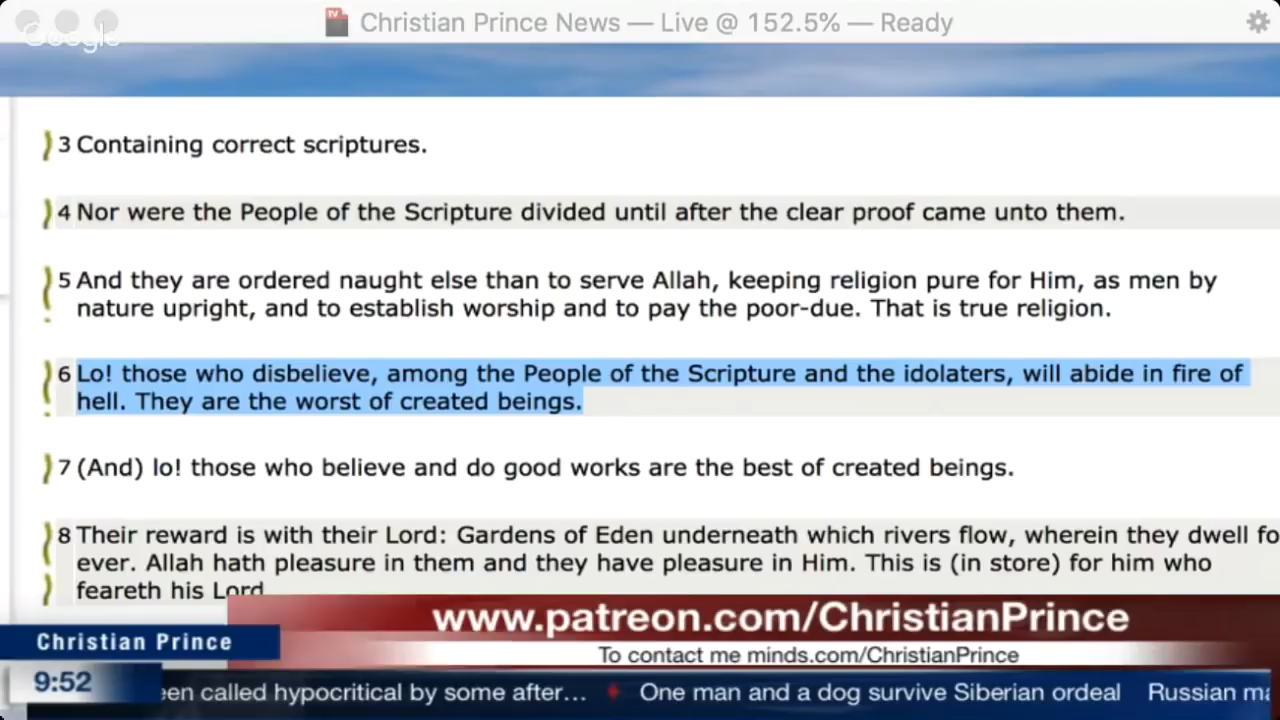 Christian Prince News — Live @ 152.5% — Ready
Google
3 Containing correct scriptures.
4 Nor were the People of the Scripture divided until after the clear proof came unto them.
5 And they are ordered naught else than to serve Allah, keeping religion pure for Him, as men by
nature upright, and to establish worship and to pay the poor-due. That is true religion.
6 Lo! those who disbelieve, among the People of the Scripture and the idolaters, will abide in fire of
hell. They are the worst of created beings.
7 (And) lo! those who believe and do good works are the best of created beings.
8 Their reward is with their Lord: Gardens of Eden underneath which rivers flow, wherein they dwell fo
ever. Allah hath pleasure in them and they have pleasure in Him. This is (in store) for him who
feareth his Lord
www.patreon.com/ChristianPrince
To contact me minds.com/ChristianPrince
Christian Prince
9:52
een called hypocritical by some after... One man and a dog survive Siberian ordeal Russian ma